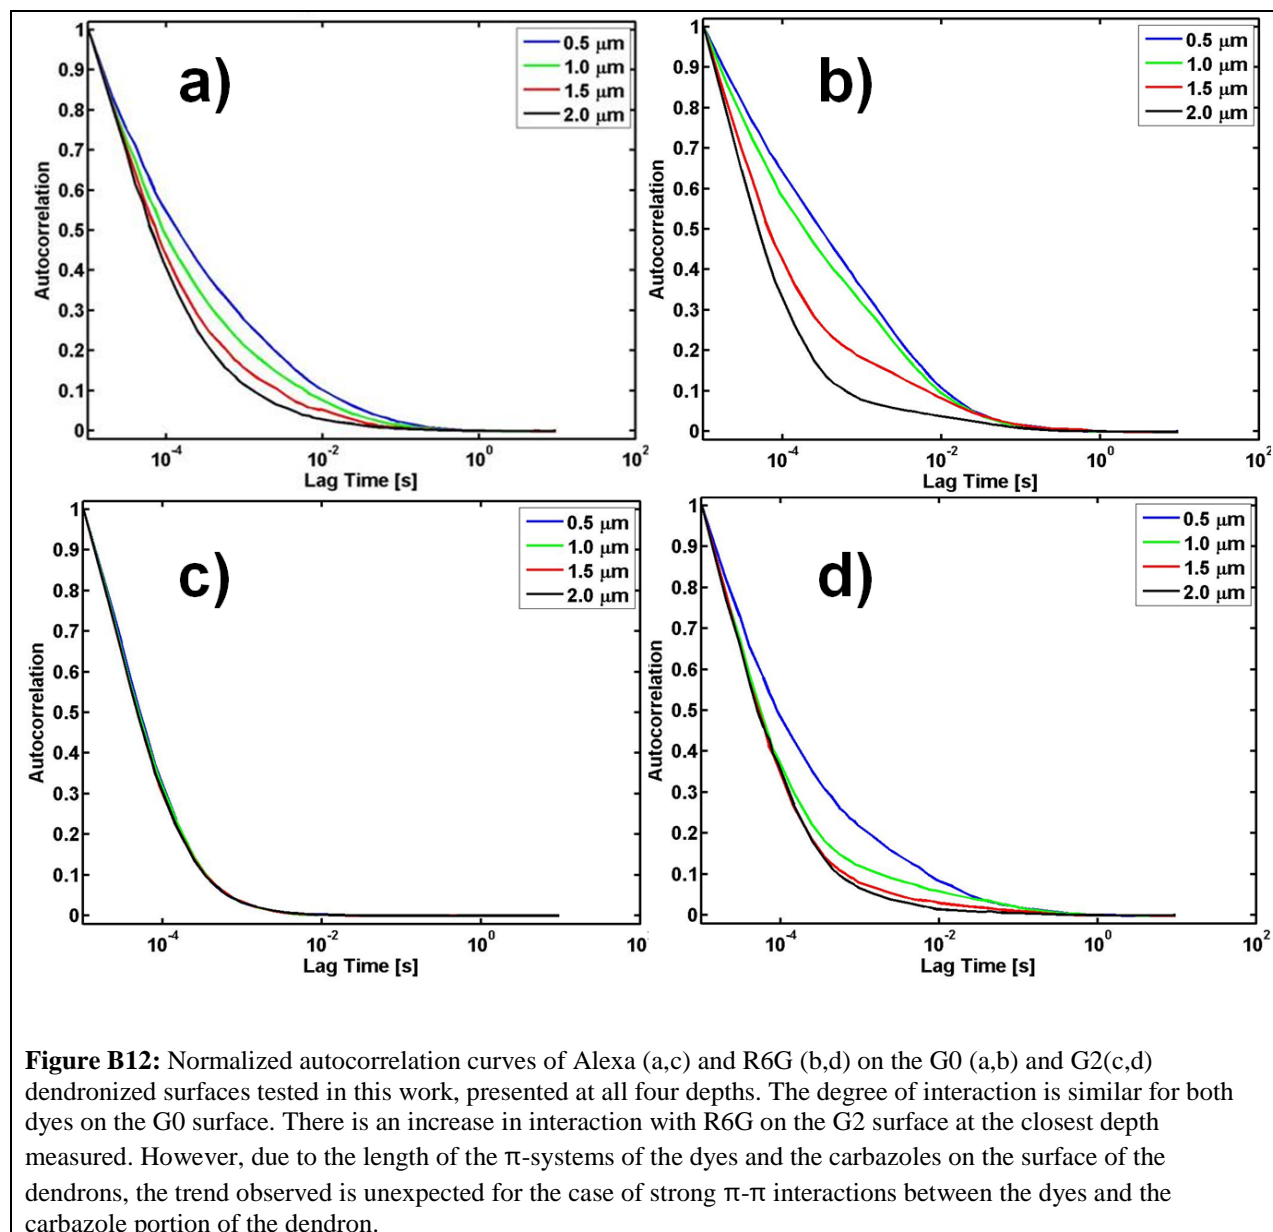 1
0.9
0.8
0.7
0.6
0.5
0.4
0.3
0.2
0.1
0
Autocorrelation
a)
0.5 μm
1.0 μm
1.5 μm
2.0 μm
10-4
10-2
100
102
Lag Time [s]
1
0.9
0.8
0.7
0.6
0.5
0.4
0.3
0.2
0.1
0
Autocorrelation
b)
0.5 μm
1.0 μm
1.5 μm
2.0 μm
10-4
10-2
100
102
Lag Time [s]
1
0.9
0.8
0.7
0.6
0.5
0.4
0.3
0.2
0.1
0
Autocorrelation
c)
0.5 μm
1.0 μm
1.5 μm
2.0 μm
10-4
10-2
100
10
Lag Time [s]
1
0.9
0.8
0.7
0.6
0.5
0.4
0.3
0.2
0.1
0
Autocorrelation
d)
0.5 μm
1.0 μm
1.5 μm
2.0 μm
10-4
10-2
100
102
Lag Time [s]
Figure B12: Normalized autocorrelation curves of Alexa (a,c) and R6G (b,d) on the G0 (a,b) and G2(c,d)
dendronized surfaces tested in this work, presented at all four depths. The degree of interaction is similar for both
dyes on the G0 surface. There is an increase in interaction with R6G on the G2 surface at the closest depth
measured. However, due to the length of the π-systems of the dyes and the carbazoles on the surface of the
dendrons, the trend observed is unexpected for the case of strong π-π interactions between the dyes and the
carbazole portion of the dendron.